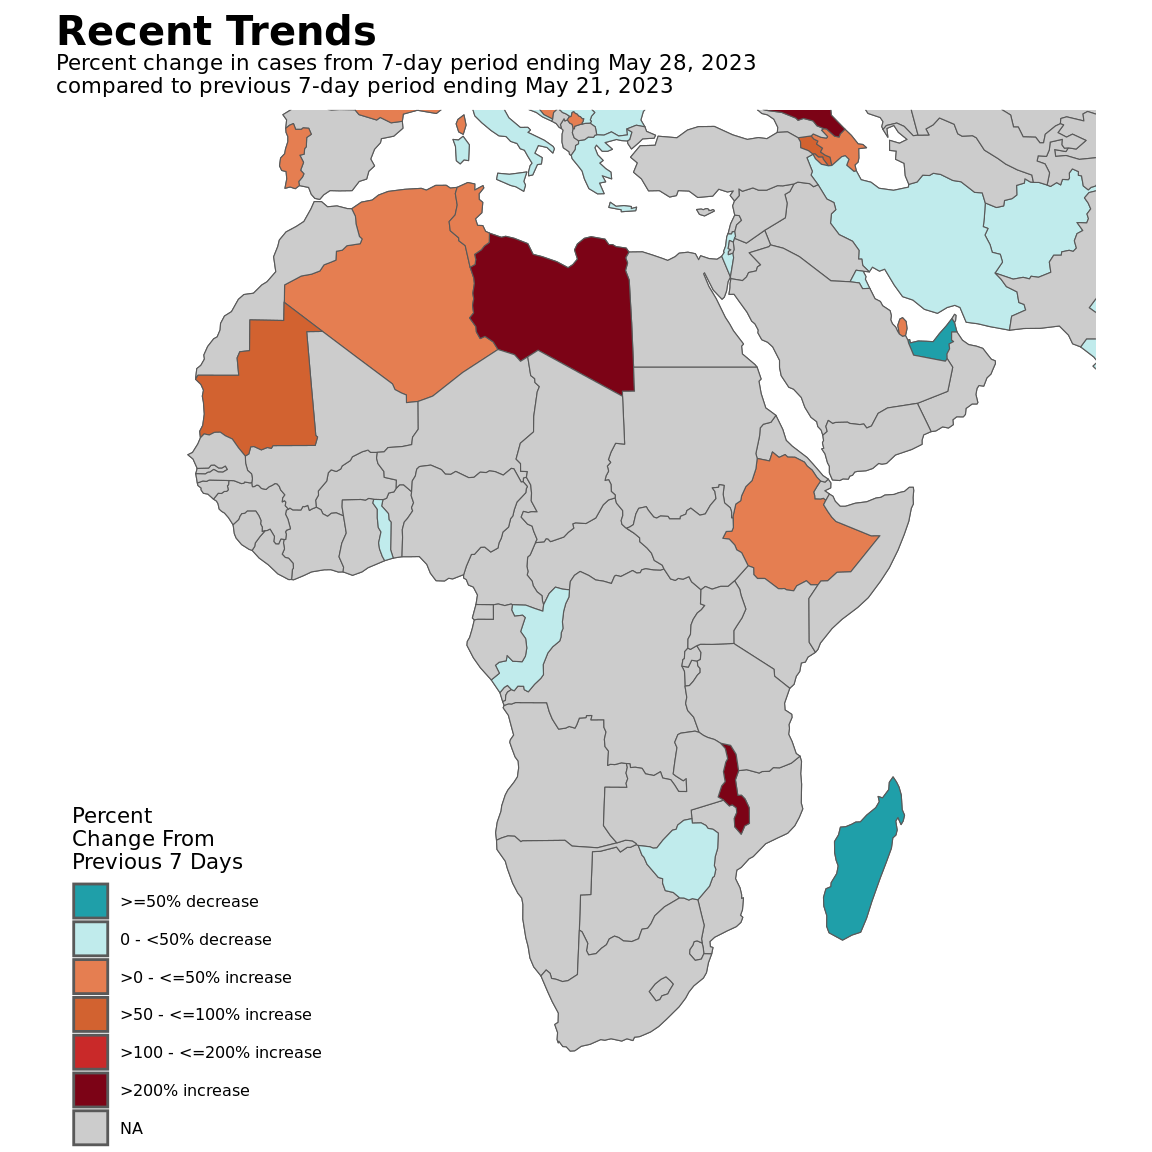 Recent Trends
Percent change in cases from 7-day period ending May 28, 2023
compared to previous 7-day period ending May 21, 2023
Percent
Change From
Previous 7 Days
>=50% decrease
0 - <50% decrease
>0 - <=50% increase
>50 - <=100% increase
>100 - <=200% increase
>200% increase
NA